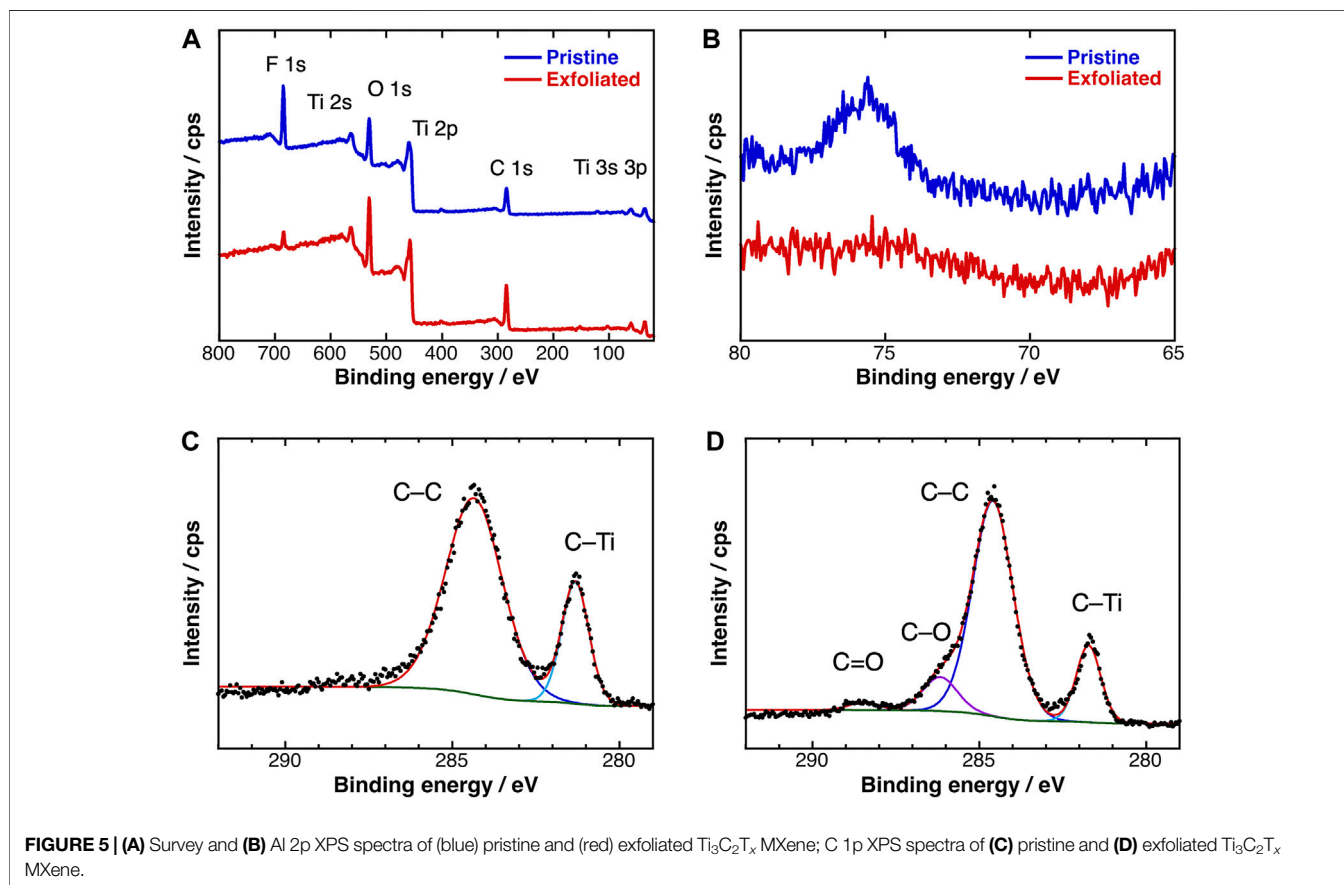 A
Pristine
Exfoliated
F 1s
Ti 2s
O 1s
Ti 2p
C 1s
Ti 3s 3p
Intensity / cps
800 700 600 500 400 300 200 100
Binding energy / eV
B
Pristine
Exfoliated
Intensity / cps
80 75 70 65
Binding energy / eV
C
C–C
C–Ti
Intensity / cps
290 285 280
Binding energy / eV
D
C–C
C–Ti
C–O
C=O
Intensity / cps
290 285 280
Binding energy / eV
FIGURE 5 | (A) Survey and (B) Al 2p XPS spectra of (blue) pristine and (red) exfoliated Ti₃C₂Tₓ MXene; C 1p XPS spectra of (C) pristine and (D) exfoliated Ti₃C₂Tₓ
MXene.